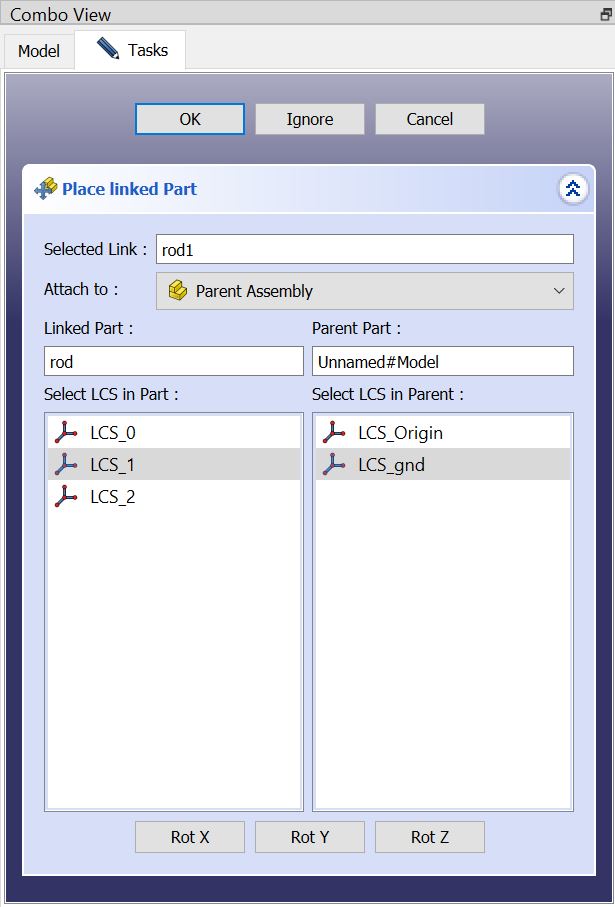 Combo View
Model Tasks
OK Ignore Cancel
Place linked Part
Selected Link : rod1
Attach to : Parent Assembly
Linked Part : Parent Part :
rod Unnamed#Model
Select LCS in Part : Select LCS in Parent :
LCS_0 LCS_Origin
LCS_1 LCS_gnd
LCS_2
Rot X Rot Y Rot Z